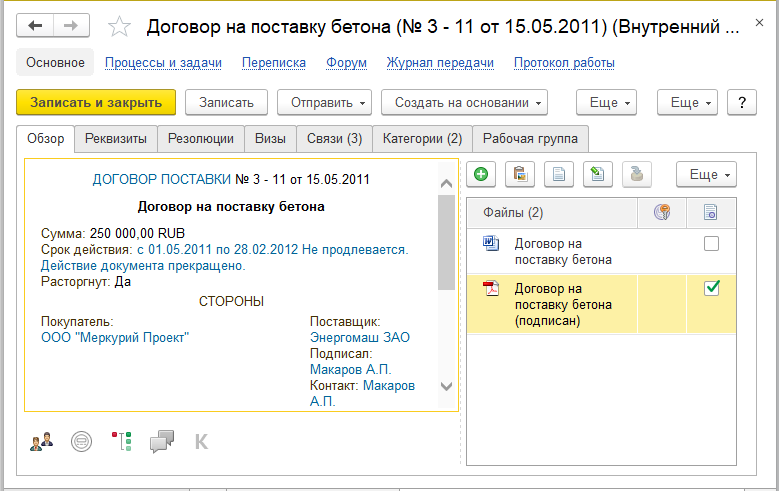 Договор на поставку бетона (№ 3 - 11 от 15.05.2011) (Внутренний ...
Основное Процессы и задачи Переписка Форум Журнал передачи Протокол работы
Записать и закрыть Записать Отправить Создать на основании Еще Еще ?
Обзор Реквизиты Резолюции Визы Связи (3) Категории (2) Рабочая группа
ДОГОВОР ПОСТАВКИ № 3 - 11 от 15.05.2011
Договор на поставку бетона
Сумма: 250 000,00 RUB
Срок действия: с 01.05.2011 по 28.02.2012 Не продлевается.
Действие документа прекращено.
Расторгнут: Да
СТОРОНЫ
Покупатель:
ООО "Меркурий Проект"
Поставщик:
Энергомаш ЗАО
Подписал:
Макаров А.П.
Контакт: Макаров
А.П.
K
Еще
Файлы (2)
Договор на
поставку бетона
Договор на
поставку бетона
(подписан)